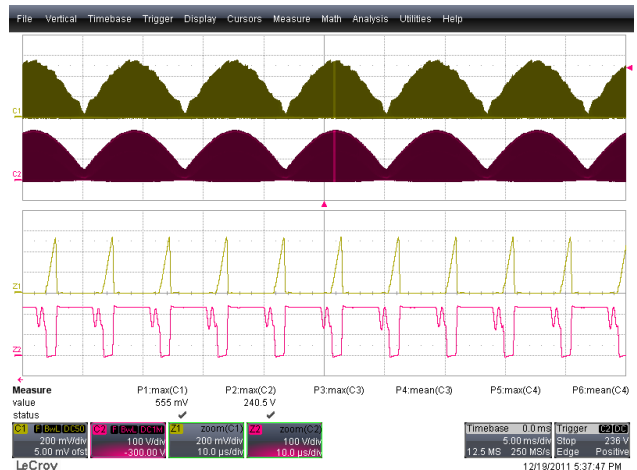 File Vertical Timebase Trigger Display Cursors Measure Math Analysis Utilities Help
C1
C2
Z1
Z2
Measure P1:max(C1) P2:max(C2) P3:max(C3) P4:mean(C3) P5:max(C4) P6:mean(C4)
value 555 mV 240.5 V
status
C1 F BwL DC50 C2 F BwL DC1M Z1 zoom(C1) Z2 zoom(C2) Timebase 0.0 ms Trigger C2 DC
200 mV/div 100 V/div 200 mV/div 100 V/div 5.00 ms/div Stop 236 V
5.00 mV ofst -300.00 V 10.0 µs/div 10.0 µs/div 12.5 MS 250 MS/s Edge Positive
LeCroy 12/19/2011 5:37:47 PM